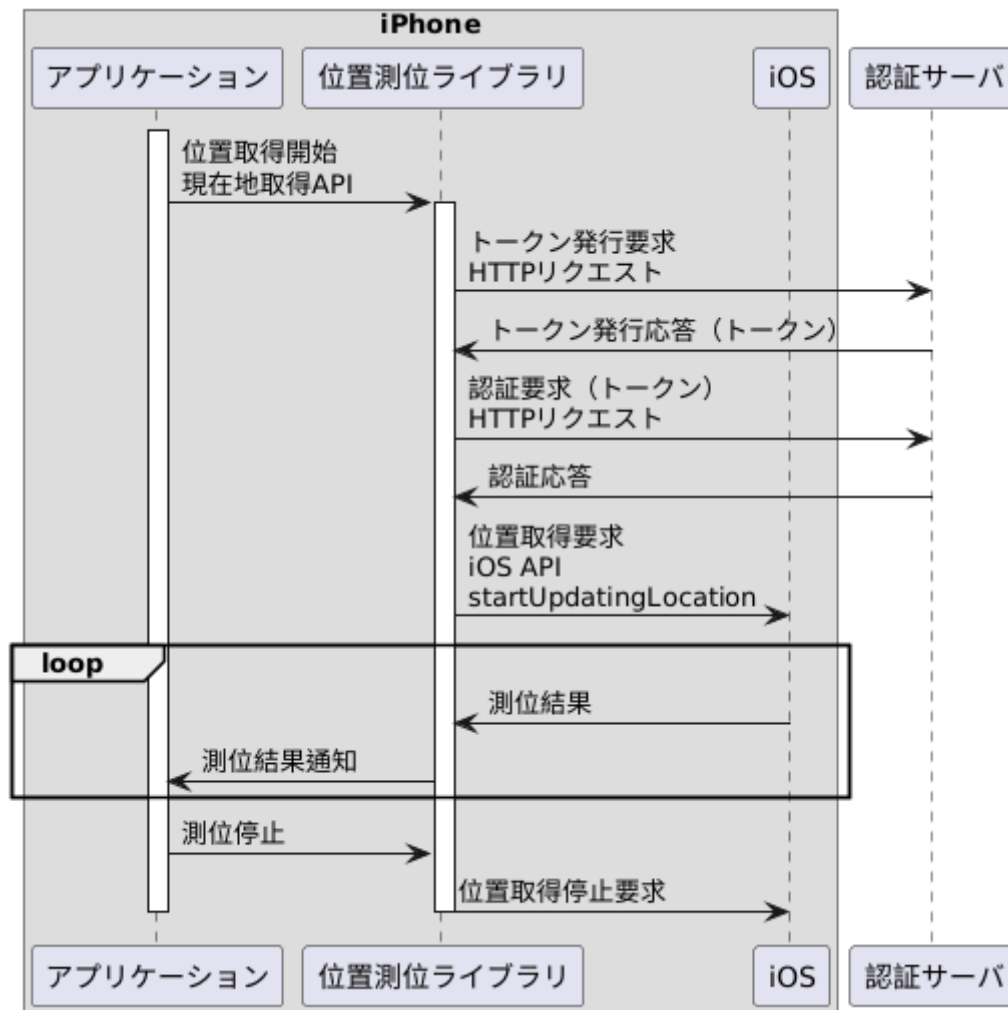 iPhone
アプリケーション
位置測位ライブラリ
iOS
認証サーバ
位置取得開始
現在地取得API
トークン発行要求
HTTPリクエスト
トークン発行応答（トークン）
認証要求（トークン）
HTTPリクエスト
認証応答
位置取得要求
iOS API
startUpdatingLocation
loop
測位結果
測位結果通知
測位停止
位置取得停止要求
アプリケーション
位置測位ライブラリ
iOS
認証サーバ